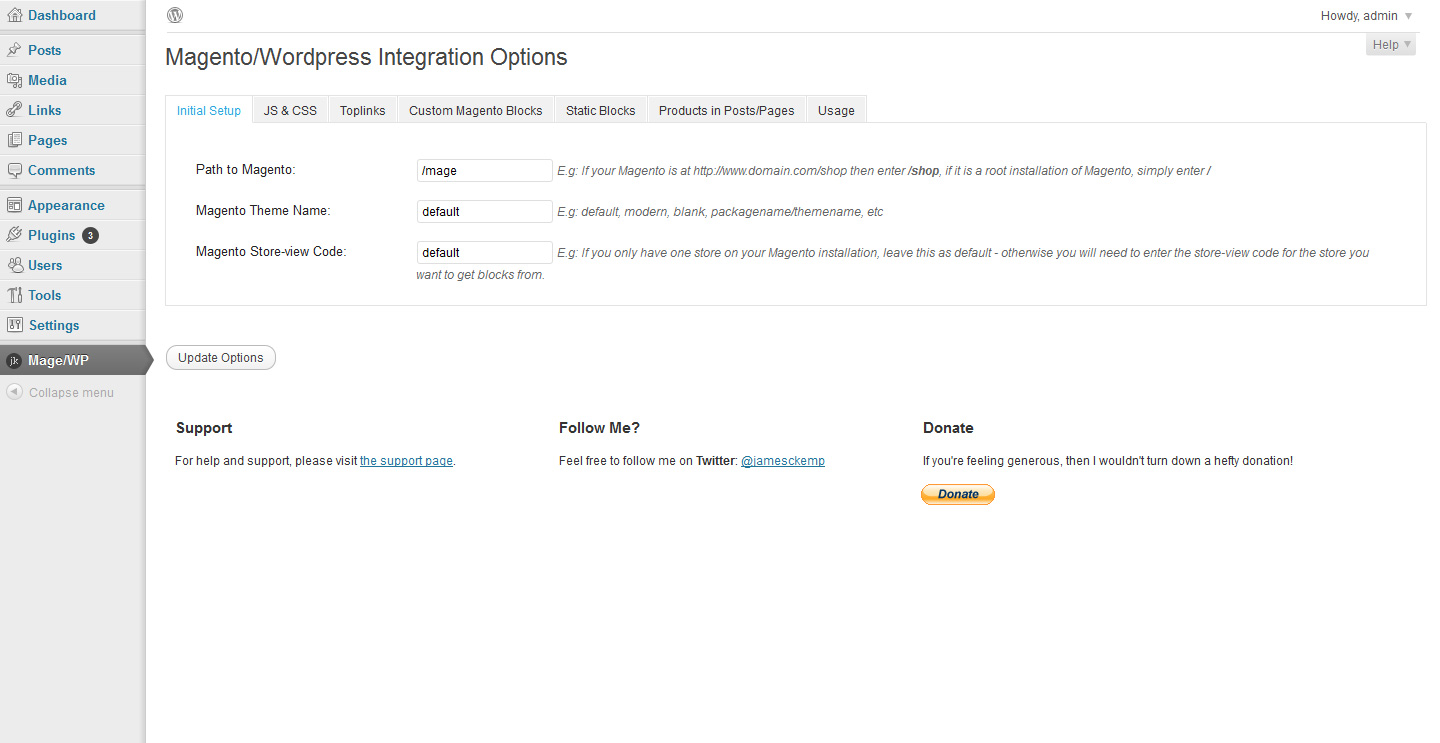 Dashboard
Posts
Media
Links
Pages
Comments
Appearance
Plugins 3
Users
Tools
Settings
jk Mage/WP
Collapse menu
Howdy, admin
Help
Magento/Wordpress Integration Options
Initial Setup JS & CSS Toplinks Custom Magento Blocks Static Blocks Products in Posts/Pages Usage
Path to Magento: /mage E.g: If your Magento is at http://www.domain.com/shop then enter /shop, if it is a root installation of Magento, simply enter /
Magento Theme Name: default E.g: default, modern, blank, packagename/themename, etc
Magento Store-view Code: default E.g: If you only have one store on your Magento installation, leave this as default - otherwise you will need to enter the store-view code for the store you
want to get blocks from.
Update Options
Support
For help and support, please visit the support page.
Follow Me?
Feel free to follow me on Twitter: @jamesckemp
Donate
If you're feeling generous, then I wouldn't turn down a hefty donation!
Donate